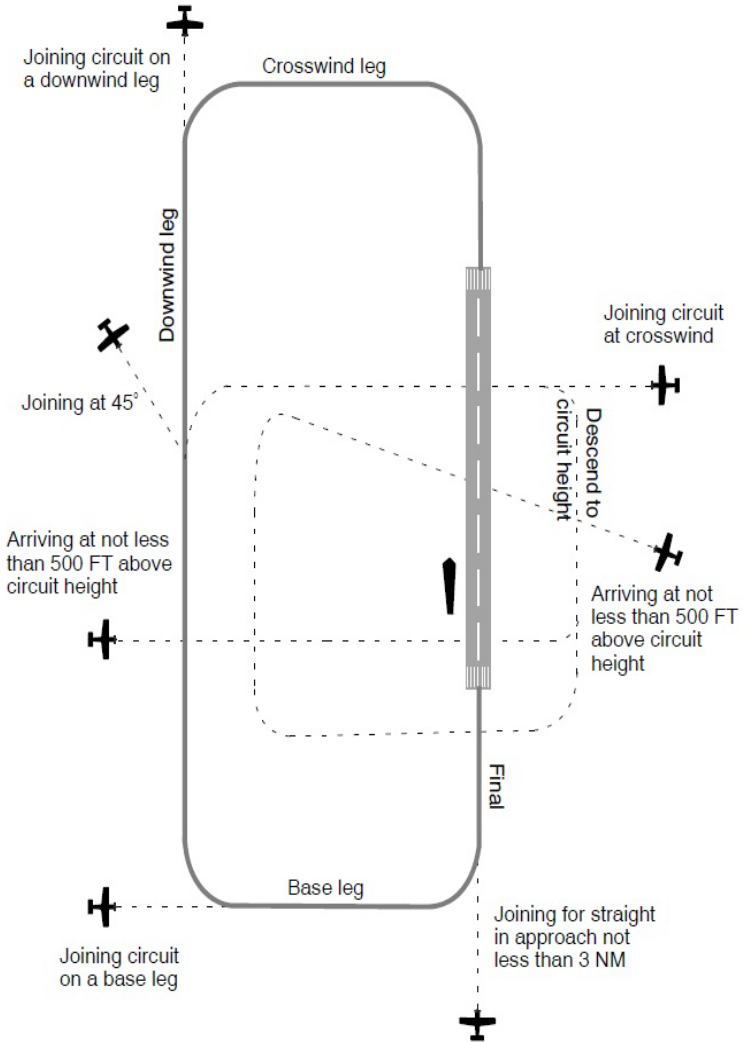 Joining circuit on
a downwind leg
Crosswind leg
Downwind leg
Joining circuit
at crosswind
Joining at 45°
Descend to
circuit height
Arriving at not less
than 500 FT above
circuit height
Arriving at not
less than 500 FT
above circuit
height
Final
Base leg
Joining for straight
in approach not
less than 3 NM
Joining circuit
on a base leg